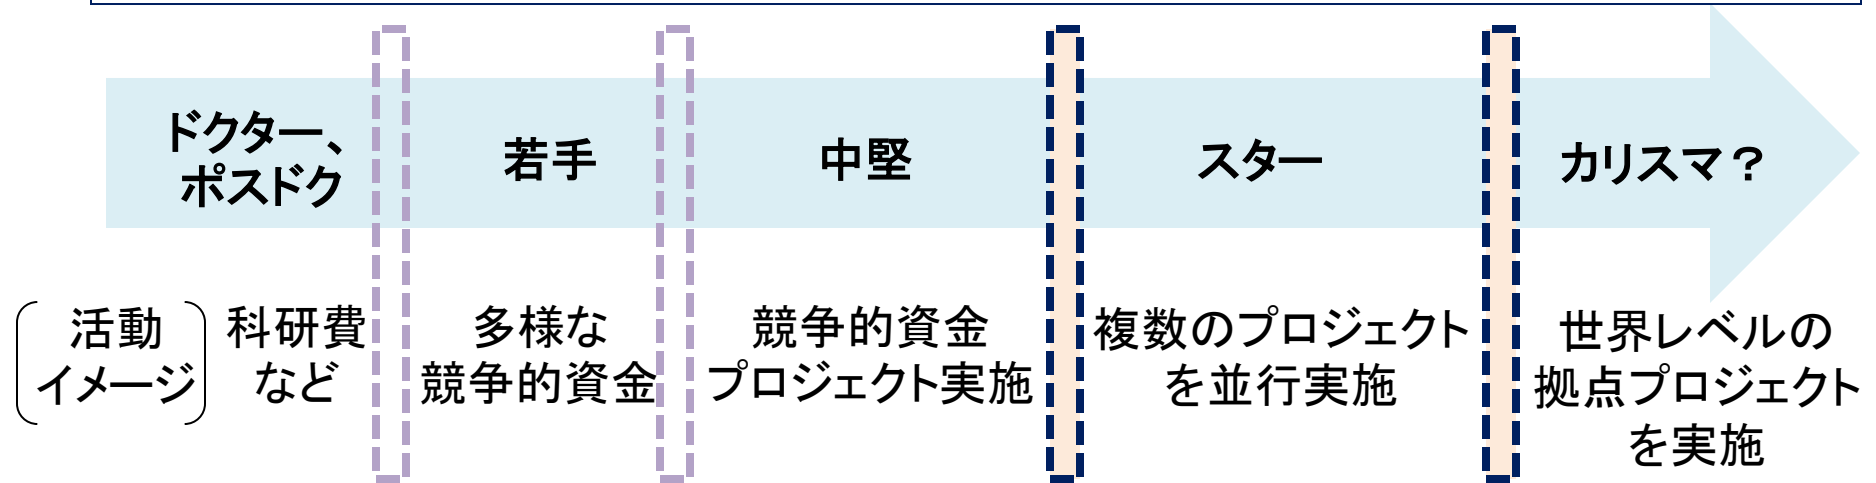 ドクター、
ポスドク
若手
中堅
スター
カリスマ？
活動
イメージ
科研費
など
多様な
競争的資金
競争的資金
プロジェクト実施
複数のプロジェクト
を並行実施
世界レベルの
拠点プロジェクト
を実施